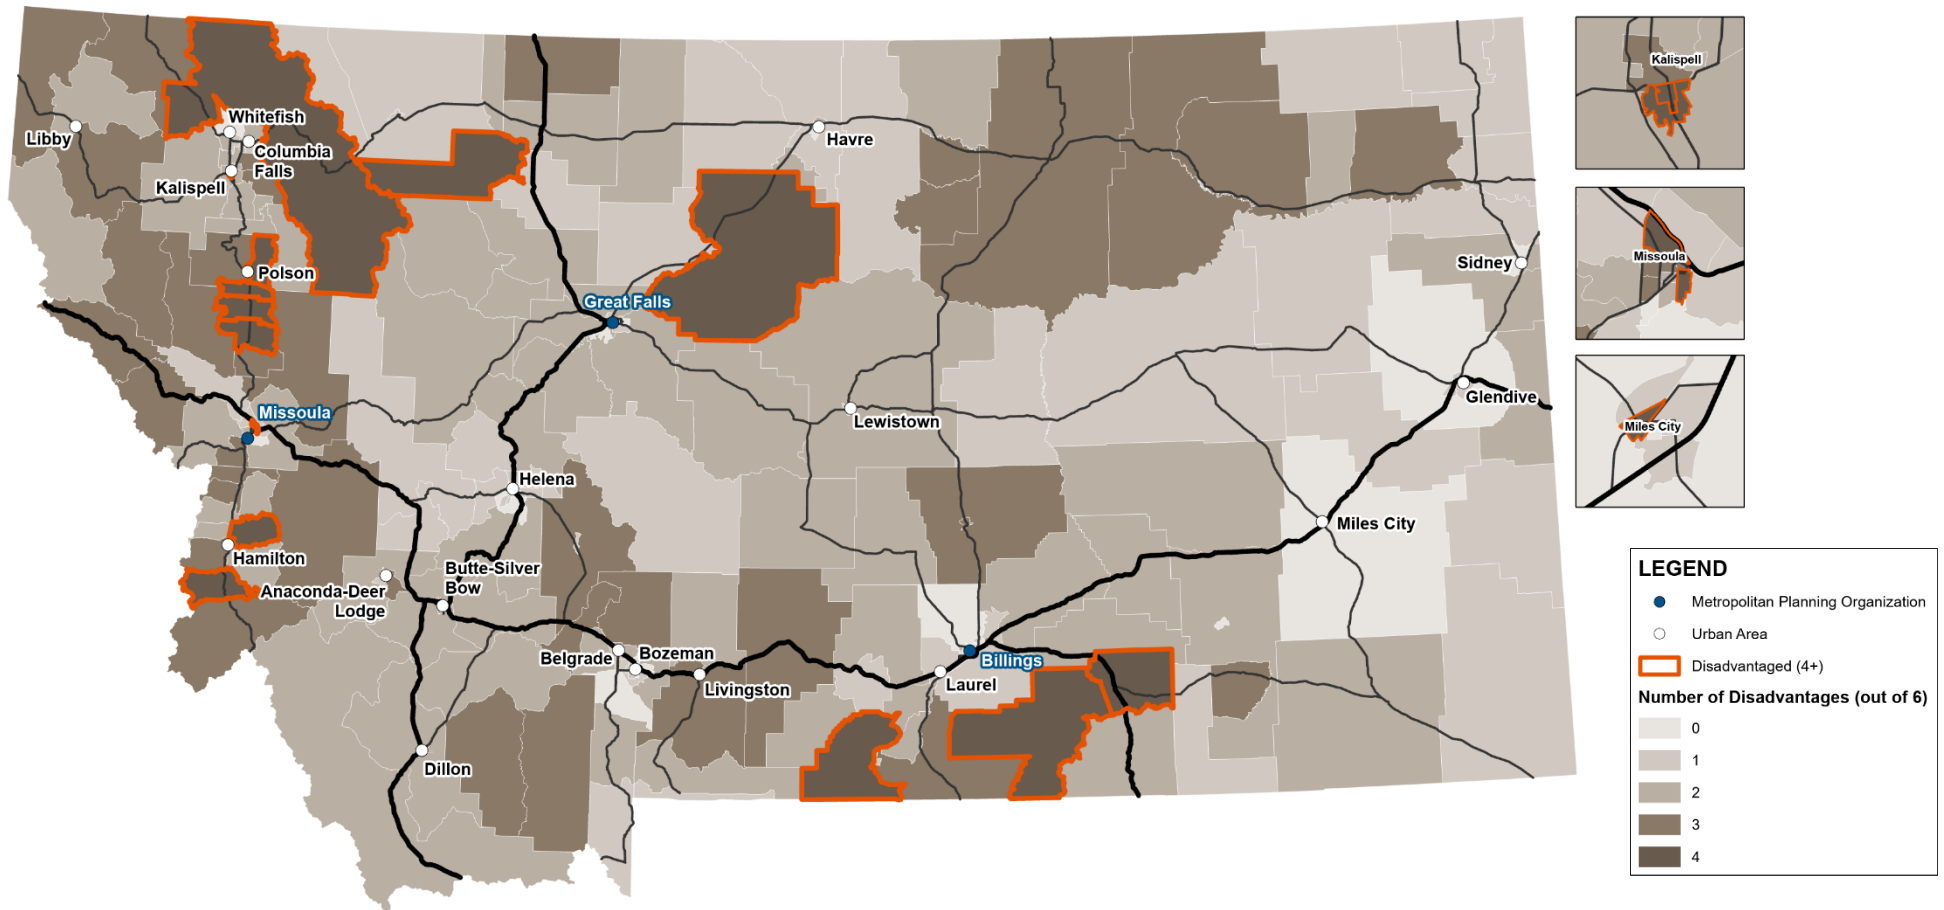 Whitefish
Libby
Columbia
Falls
Kalispell
Havre
Polson
Sidney
Great Falls
Missoula
Lewistown
Glendive
Helena
Miles City
Hamilton
Butte-Silver
Bow
Anaconda-Deer
Lodge
Belgrade
Bozeman
Billings
Livingston
Laurel
Dillon
Kalispell
Missoula
Miles City
LEGEND
Metropolitan Planning Organization
Urban Area
Disadvantaged (4+)
Number of Disadvantages (out of 6)
0
1
2
3
4